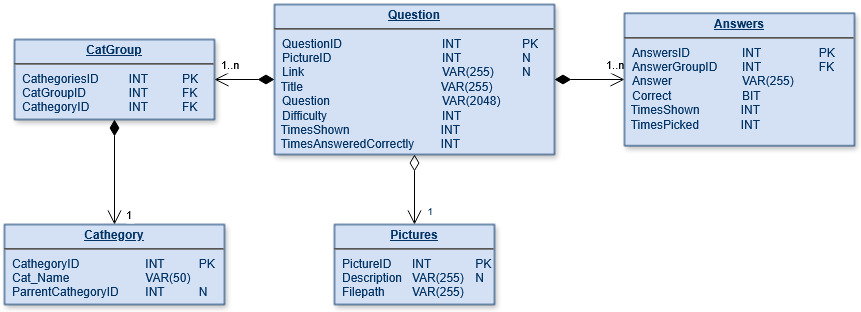 CatGroup
CathegoriesID INT PK
CatGroupID INT FK
CathegoryID INT FK
1..n
Question
QuestionID INT PK
PictureID INT N
Link VAR(255) N
Title VAR(255)
Question VAR(2048)
Difficulty INT
TimesShown INT
TimesAnsweredCorrectly INT
1..n
Answers
AnswersID INT PK
AnswerGroupID INT FK
Answer VAR(255)
Correct BIT
TimesShown INT
TimesPicked INT
1
Cathegory
CathegoryID INT PK
Cat_Name VAR(50)
ParrentCathegoryID INT N
1
Pictures
PictureID INT PK
Description VAR(255) N
Filepath VAR(255)